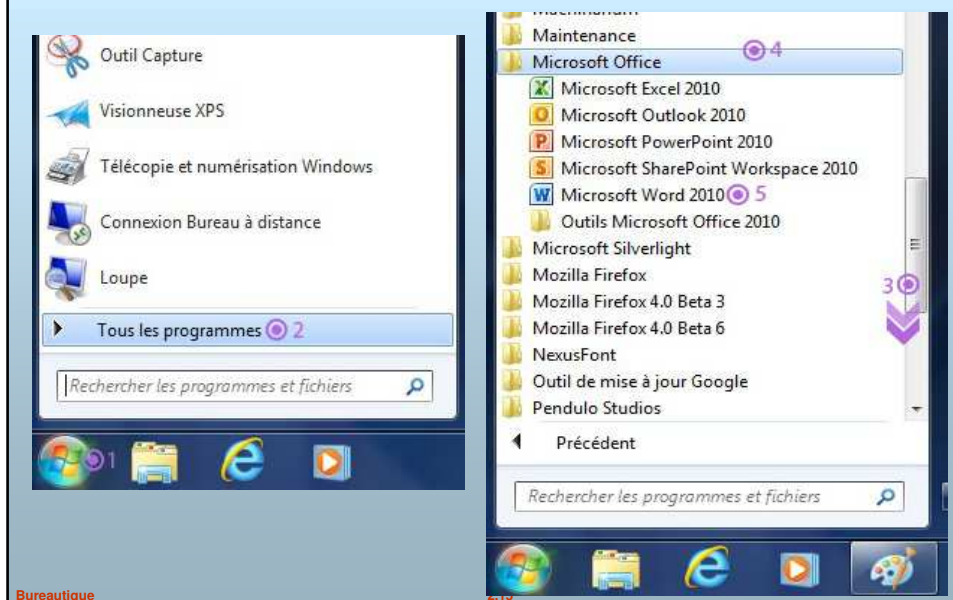 Outil Capture
Visionneuse XPS
Télécopie et numérisation Windows
Connexion Bureau à distance
Loupe
Tous les programmes 2
Rechercher les programmes et fichiers
1
Maintenance
4
Microsoft Office
Microsoft Excel 2010
Microsoft Outlook 2010
Microsoft PowerPoint 2010
Microsoft SharePoint Workspace 2010
Microsoft Word 2010 5
Outils Microsoft Office 2010
Microsoft Silverlight
Mozilla Firefox
3
Mozilla Firefox 4.0 Beta 3
Mozilla Firefox 4.0 Beta 6
NexusFont
Outil de mise à jour Google
Pendulo Studios
Précédent
Rechercher les programmes et fichiers
Bureautique